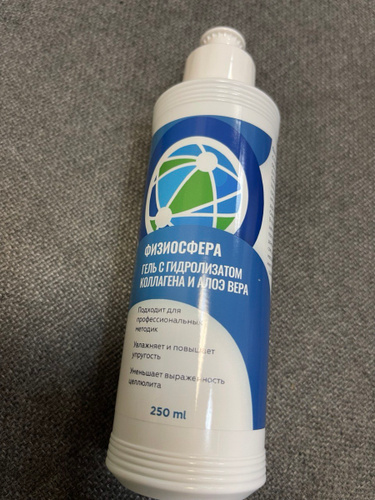 ФИЗИОСФЕРА
ГЕЛЬ С ГИДРОЛИЗАТОМ
КОЛЛАГЕНА И АЛОЭ ВЕРА
Подходит для
профессиональных
методик
Увлажняет и повышает
упругость
Уменьшает выраженность
целлюлита
250 ml